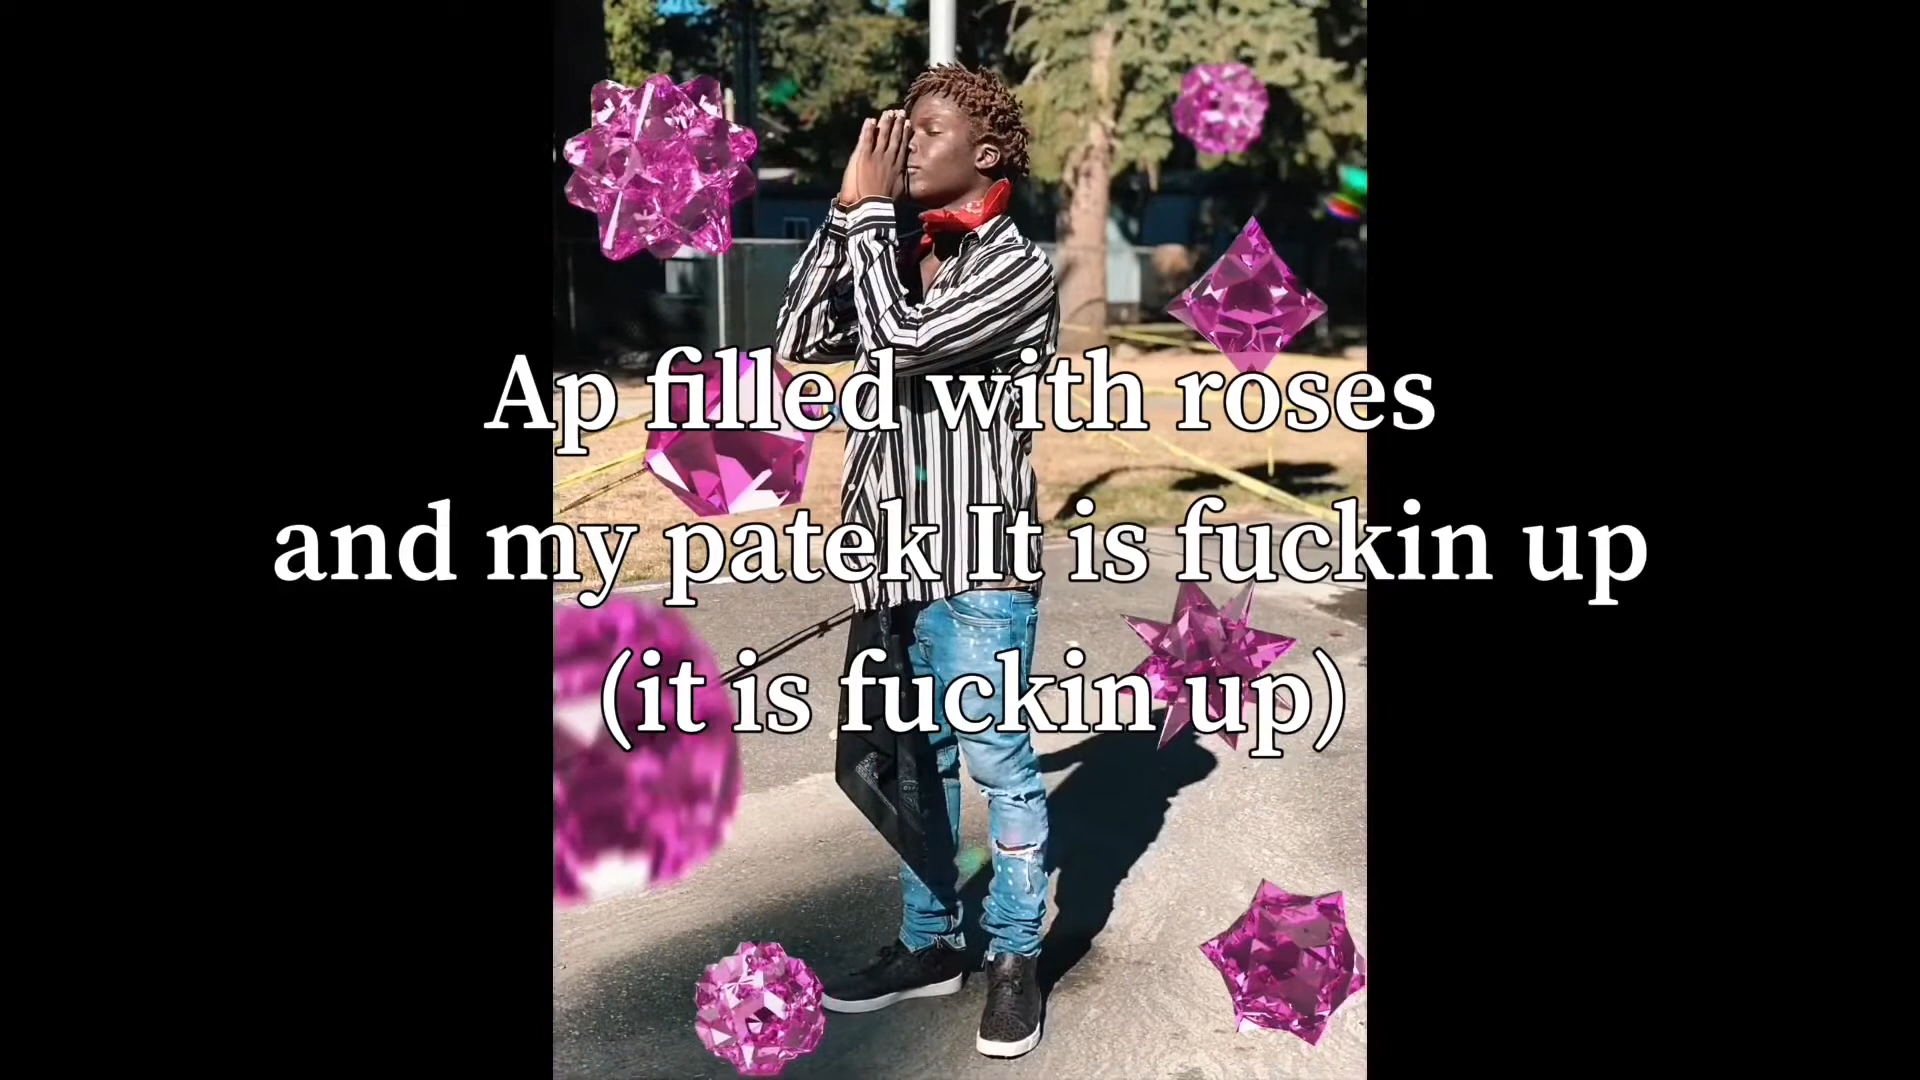 Ap filled with roses
and my patek It is fuckin up
(it is fuckin up)